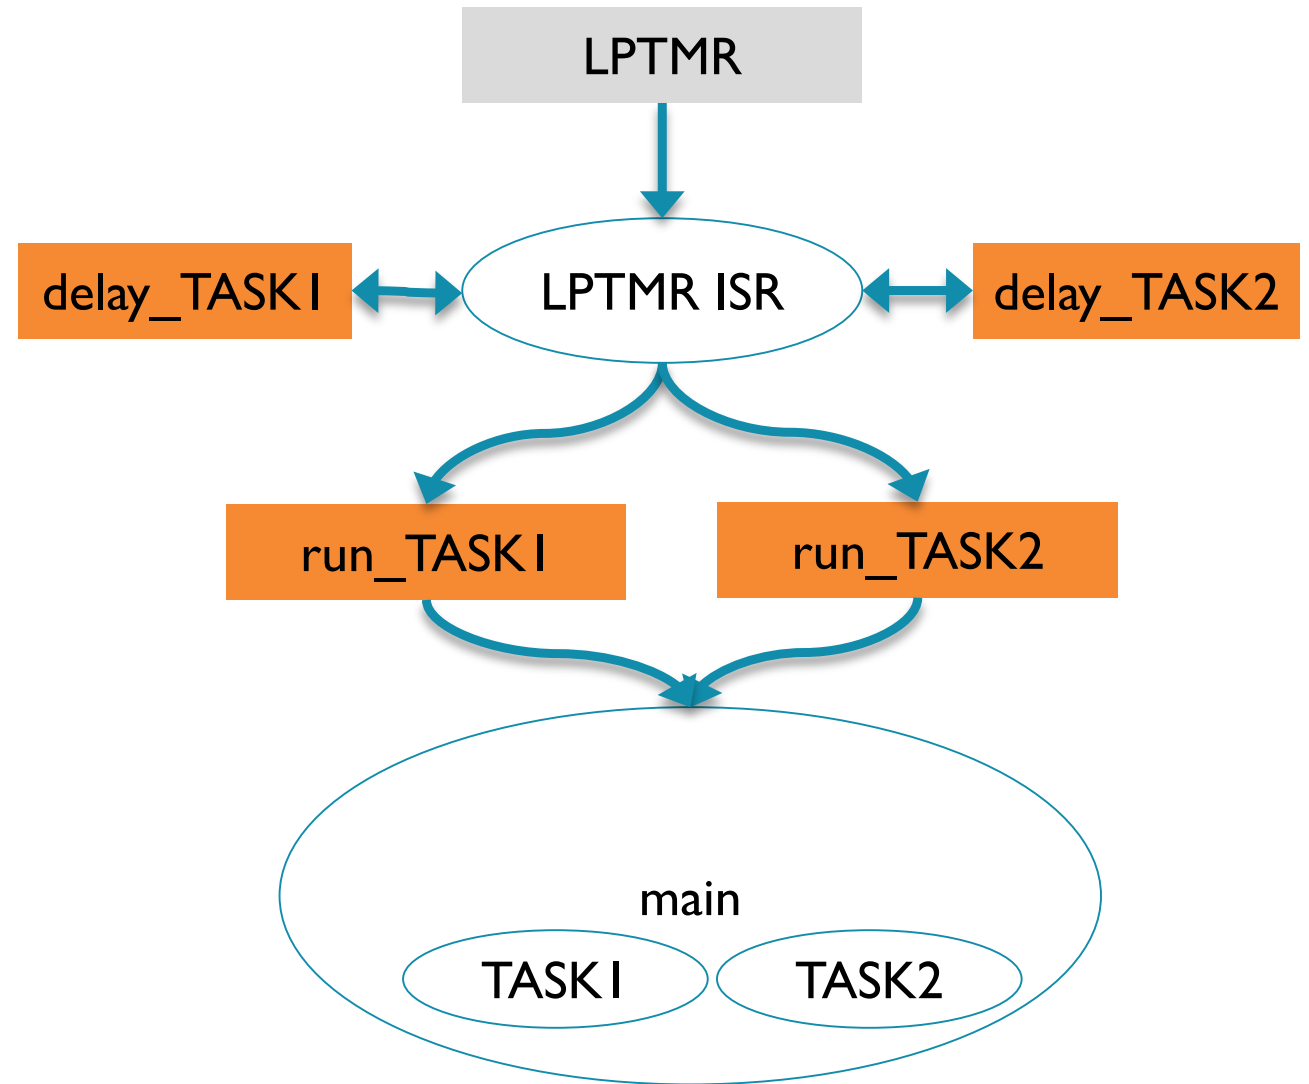 LPTMR
delay_TASK1
LPTMR ISR
delay_TASK2
run_TASK1
run_TASK2
main
TASK1
TASK2